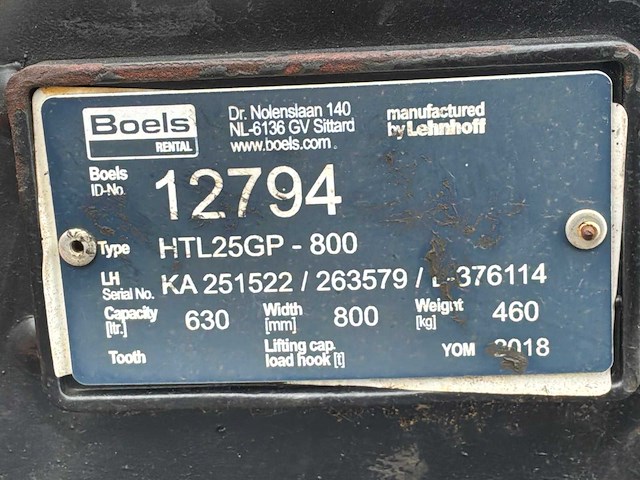 Boels
RENTAL
Dr. Nolenslaan 140
NL-6136 GV Sittard
www.boels.com
manufactured
by Lehnhoff
Boels
ID-No. 12794
Type HTL25GP - 800
LH
Serial No. KA 251522 / 263579 /
Capacity
[ltr.] 630
Width
[mm] 800
Weight
[kg] 460
Tooth
Lifting cap.
load hook [t]
YOM 2018